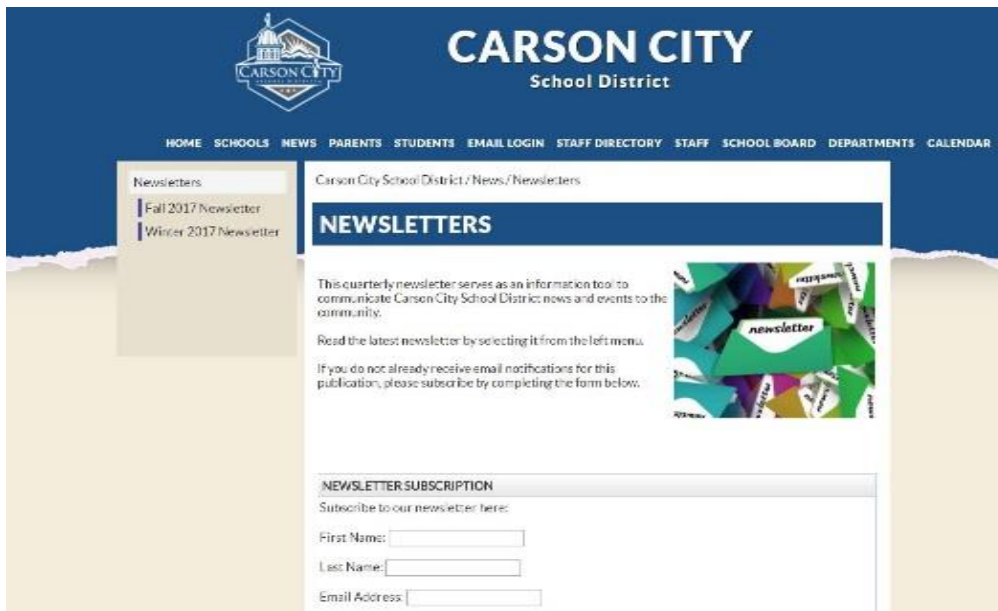 CARSON CITY
CARSON CITY
School District
HOME SCHOOLS NEWS PARENTS STUDENTS EMAIL LOGIN STAFF DIRECTORY STAFF SCHOOL BOARD DEPARTMENTS CALENDAR
Newsletters
Fall 2017 Newsletter
Winter 2017 Newsletter
Carson City School District / News / Newsletters
NEWSLETTERS
This quarterly newsletter serves as an information tool to
communicate Carson City School District news and events to the
community.
Read the latest newsletter by selecting it from the left menu.
If you do not already receive email notifications for this
publication, please subscribe by completing the form below.
newsletter
NEWSLETTER SUBSCRIPTION
Subscribe to our newsletter here:
First Name:
Last Name:
Email Address: